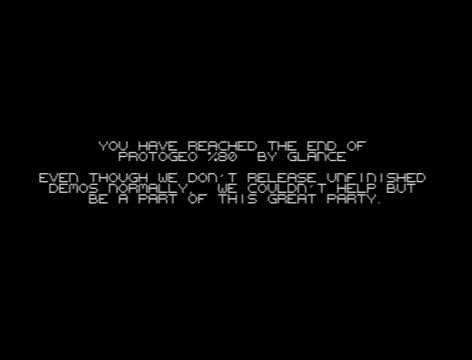 YOU HAVE REACHED THE END OF
PROTOGEO %80 BY GLANCE
EVEN THOUGH WE DON'T RELEASE UNFINISHED
DEMOS NORMALLY, WE COULDN'T HELP BUT
BE A PART OF THIS GREAT PARTY.